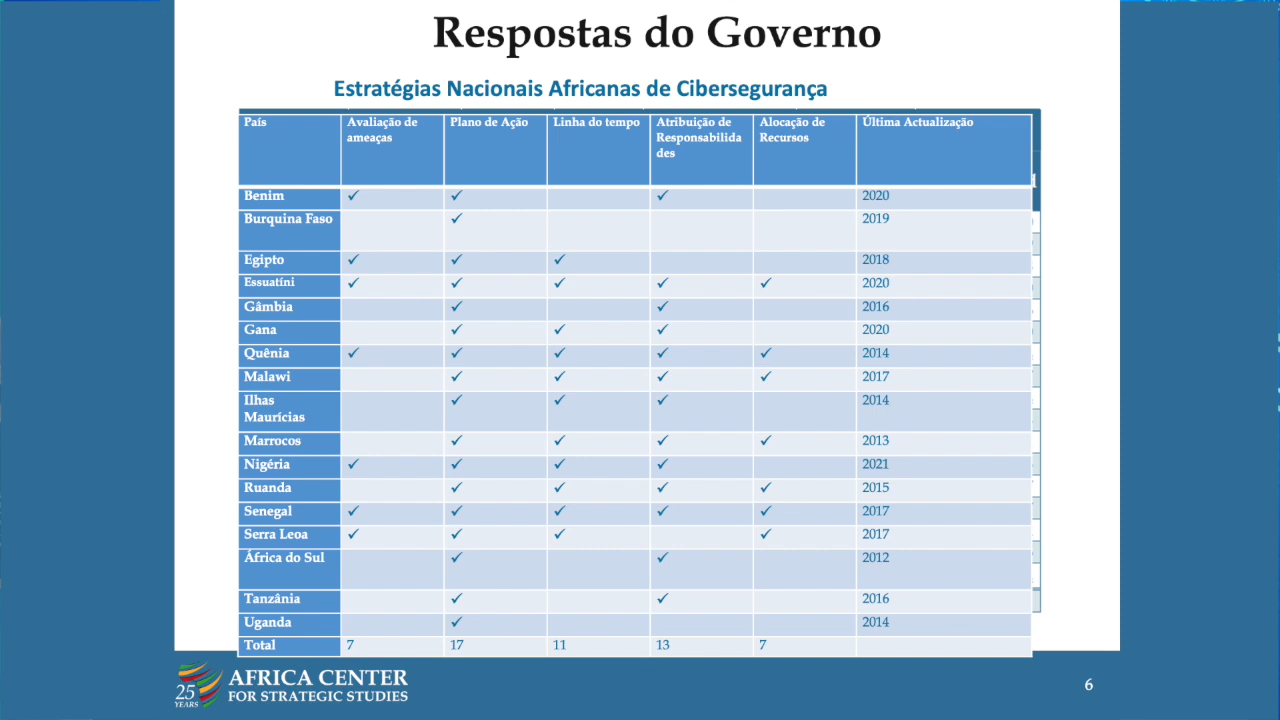 Respostas do Governo
Estratégias Nacionais Africanas de Cibersegurança
País Avaliação de ameaças Plano de Ação Linha do tempo Atribuição de Responsabilida des Alocação de Recursos Última Actualização
Benim ✓ ✓ ✓ 2020
Burquina Faso ✓ 2019
Egipto ✓ ✓ ✓ 2018
Essuatíni ✓ ✓ ✓ ✓ ✓ 2020
Gâmbia ✓ ✓ 2016
Gana ✓ ✓ ✓ 2020
Quênia ✓ ✓ ✓ ✓ ✓ 2014
Malawi ✓ ✓ ✓ ✓ 2017
Ilhas Maurícias ✓ ✓ ✓ 2014
Marrocos ✓ ✓ ✓ ✓ 2013
Nigéria ✓ ✓ ✓ ✓ 2021
Ruanda ✓ ✓ ✓ ✓ 2015
Senegal ✓ ✓ ✓ ✓ ✓ 2017
Serra Leoa ✓ ✓ ✓ ✓ 2017
África do Sul ✓ ✓ 2012
Tanzânia ✓ ✓ 2016
Uganda ✓ 2014
Total 7 17 11 13 7
25 YEARS
AFRICA CENTER
FOR STRATEGIC STUDIES
6